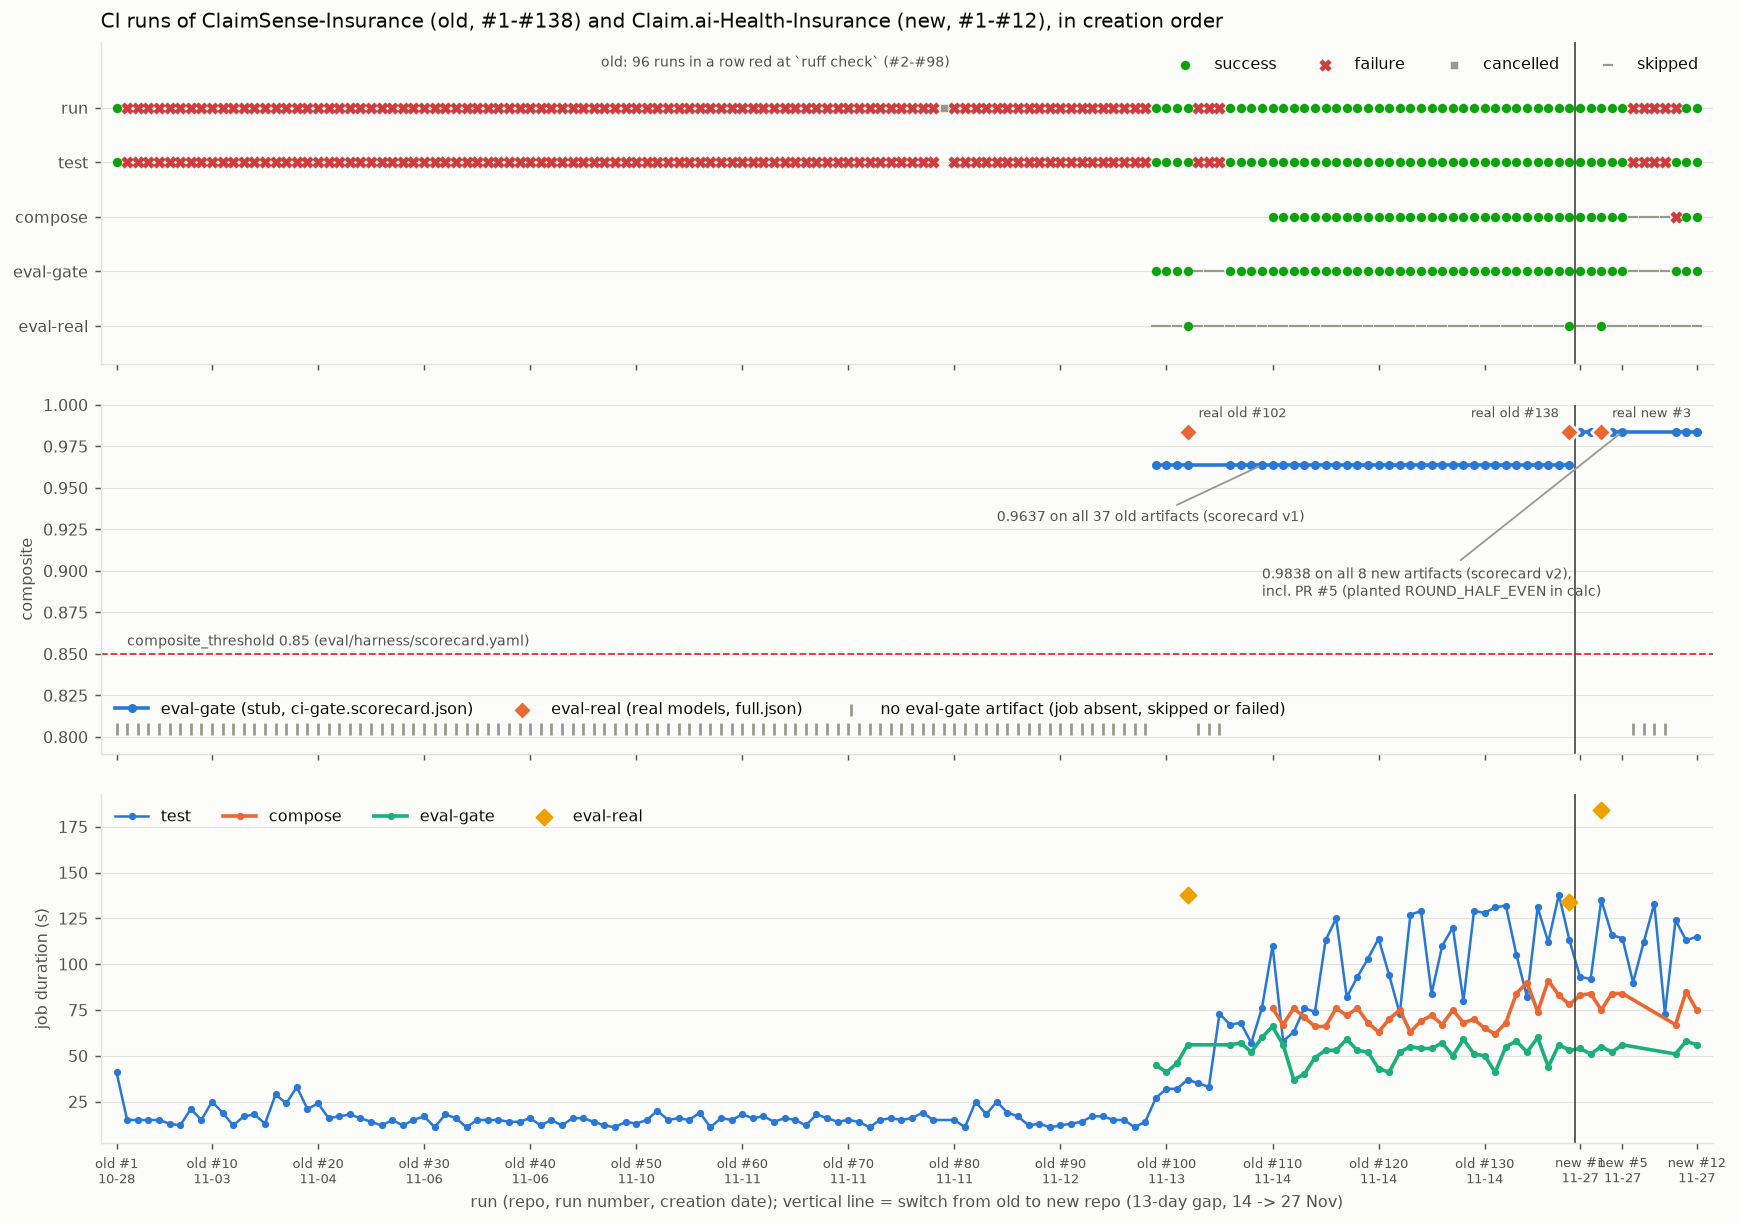 CI runs of ClaimSense-Insurance (old, #1-#138) and Claim.ai-Health-Insurance (new, #1-#12), in creation order
old: 96 runs in a row red at `ruff check` (#2-#98)
success failure cancelled skipped
run
test
compose
eval-gate
eval-real
1.000
0.975
0.950
0.925
0.900
0.875
0.850
0.825
0.800
composite
real old #102
real old #138
real new #3
0.9637 on all 37 old artifacts (scorecard v1)
0.9838 on all 8 new artifacts (scorecard v2),
incl. PR #5 (planted ROUND_HALF_EVEN in calc)
composite_threshold 0.85 (eval/harness/scorecard.yaml)
eval-gate (stub, ci-gate.scorecard.json) eval-real (real models, full.json) no eval-gate artifact (job absent, skipped or failed)
test compose eval-gate eval-real
175
150
125
100
75
50
25
job duration (s)
old #1 old #10 old #20 old #30 old #40 old #50 old #60 old #70 old #80 old #90 old #100 old #110 old #120 old #130 new #1 new #5 new #12
10-28 11-03 11-04 11-06 11-06 11-10 11-11 11-11 11-11 11-12 11-13 11-14 11-14 11-14 11-27 11-27 11-27
run (repo, run number, creation date); vertical line = switch from old to new repo (13-day gap, 14 -> 27 Nov)